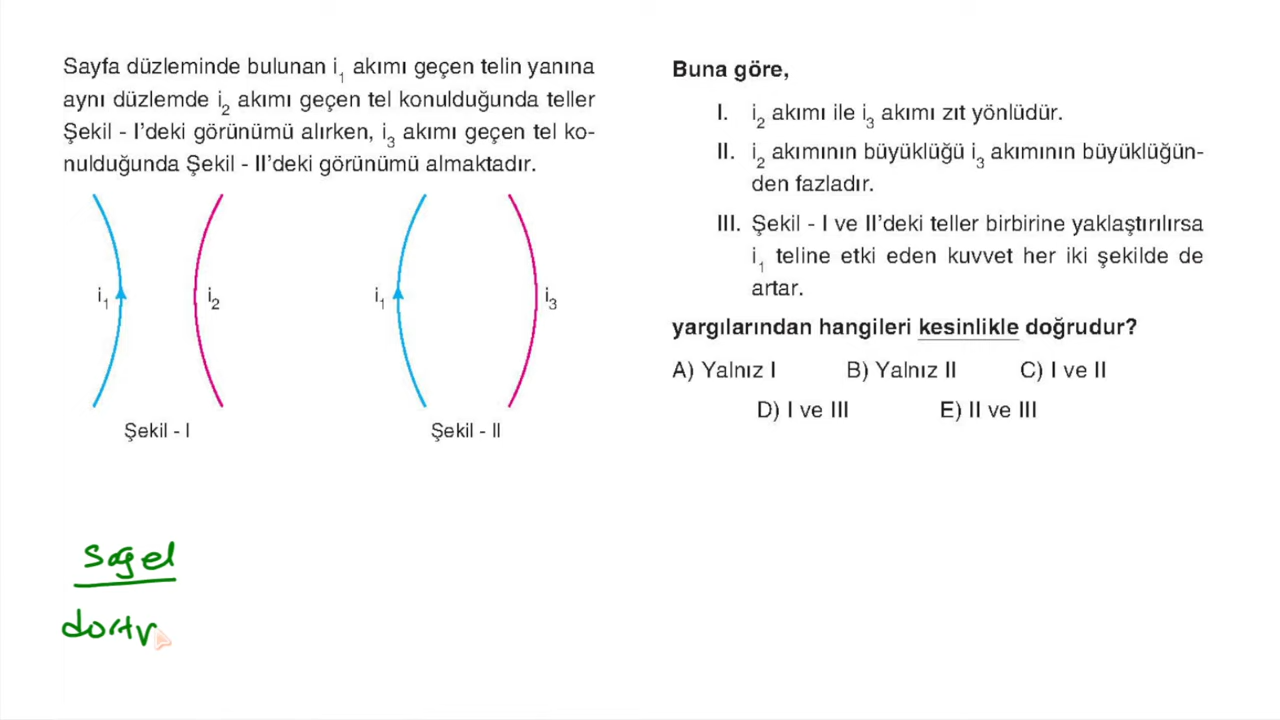 Sayfa düzleminde bulunan i₁ akımı geçen telin yanına
aynı düzlemde i₂ akımı geçen tel konulduğunda teller
Şekil - I'deki görünümü alırken, i₃ akımı geçen tel ko-
nulduğunda Şekil - II'deki görünümü almaktadır.
i₁
i₂
i₁
i₃
Şekil - I
Şekil - II
Buna göre,
I. i₂ akımı ile i₃ akımı zıt yönlüdür.
II. i₂ akımının büyüklüğü i₃ akımının büyüklüğün-
den fazladır.
III. Şekil - I ve II'deki teller birbirine yaklaştırılırsa
i₁ teline etki eden kuvvet her iki şekilde de
artar.
yargılarından hangileri kesinlikle doğrudur?
A) Yalnız I B) Yalnız II C) I ve II
D) I ve III E) II ve III
Sağel